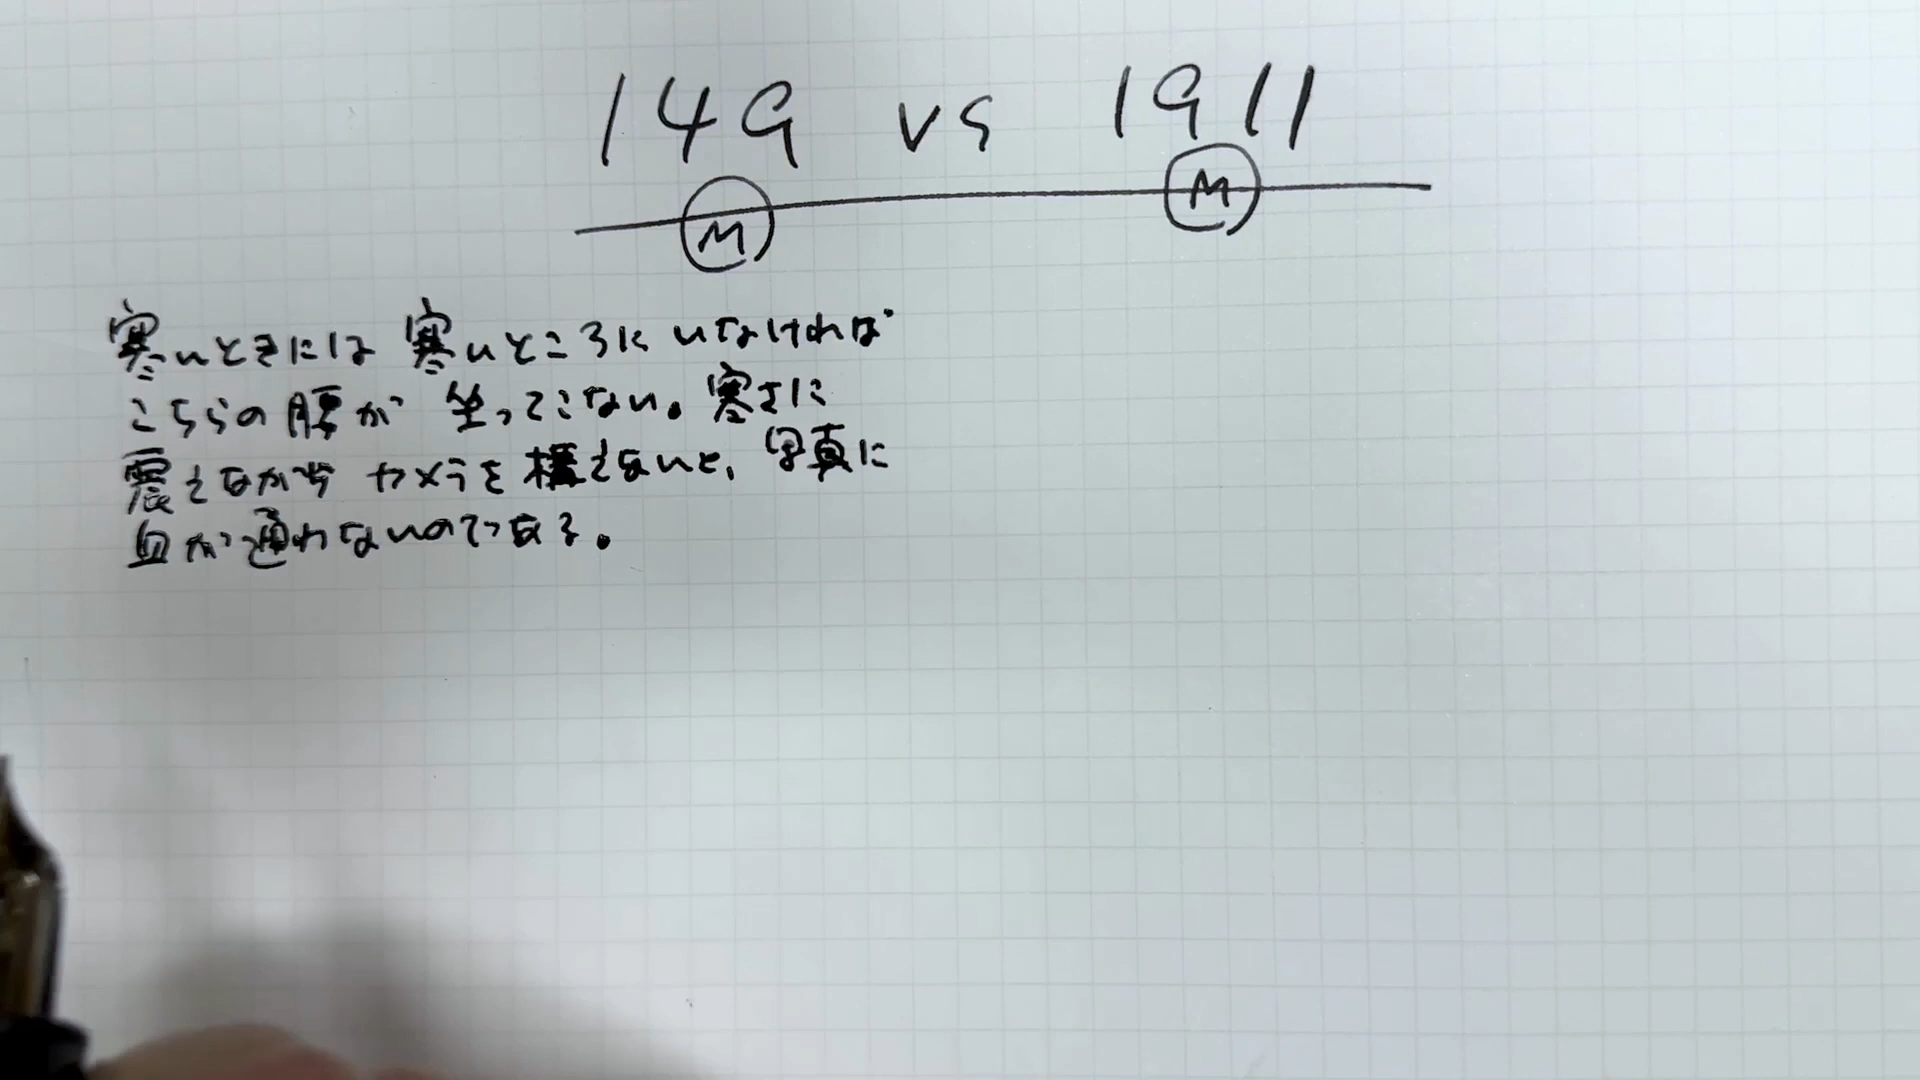 149 vs 1911
M M
寒いときには寒いところにいなければ
こちらの腰が坐ってこない。寒さに
震えながらカメラを構えないと、写真に
血が通わないのである。